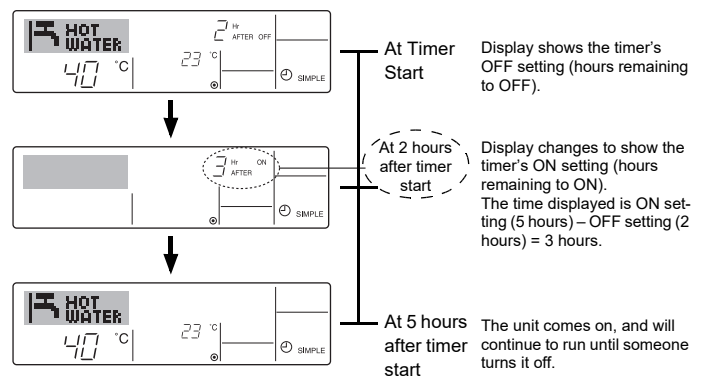 HOT
WATER
40 °C
2 Hr
AFTER OFF
23 °C
SIMPLE
At Timer
Start
Display shows the timer's
OFF setting (hours remaining
to OFF).
3 Hr ON
AFTER
SIMPLE
At 2 hours
after timer
start
Display changes to show the
timer's ON setting (hours
remaining to ON).
The time displayed is ON set-
ting (5 hours) – OFF setting (2
hours) = 3 hours.
HOT
WATER
40 °C
23 °C
SIMPLE
At 5 hours
after timer
start
The unit comes on, and will
continue to run until someone
turns it off.